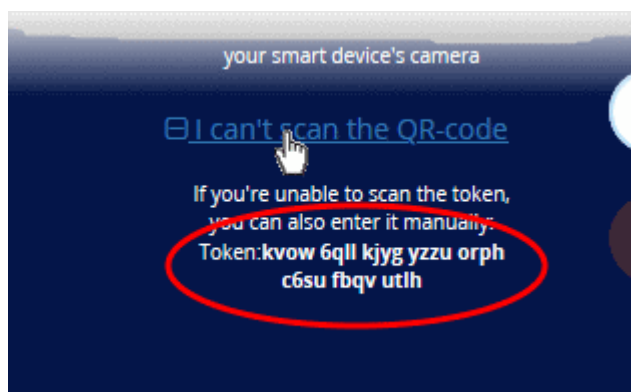 your smart device's camera
I can't scan the QR-code
If you're unable to scan the token,
you can also enter it manually:
Token:kvow 6qll kjyg yzzu orph
c6su fbqv utlh